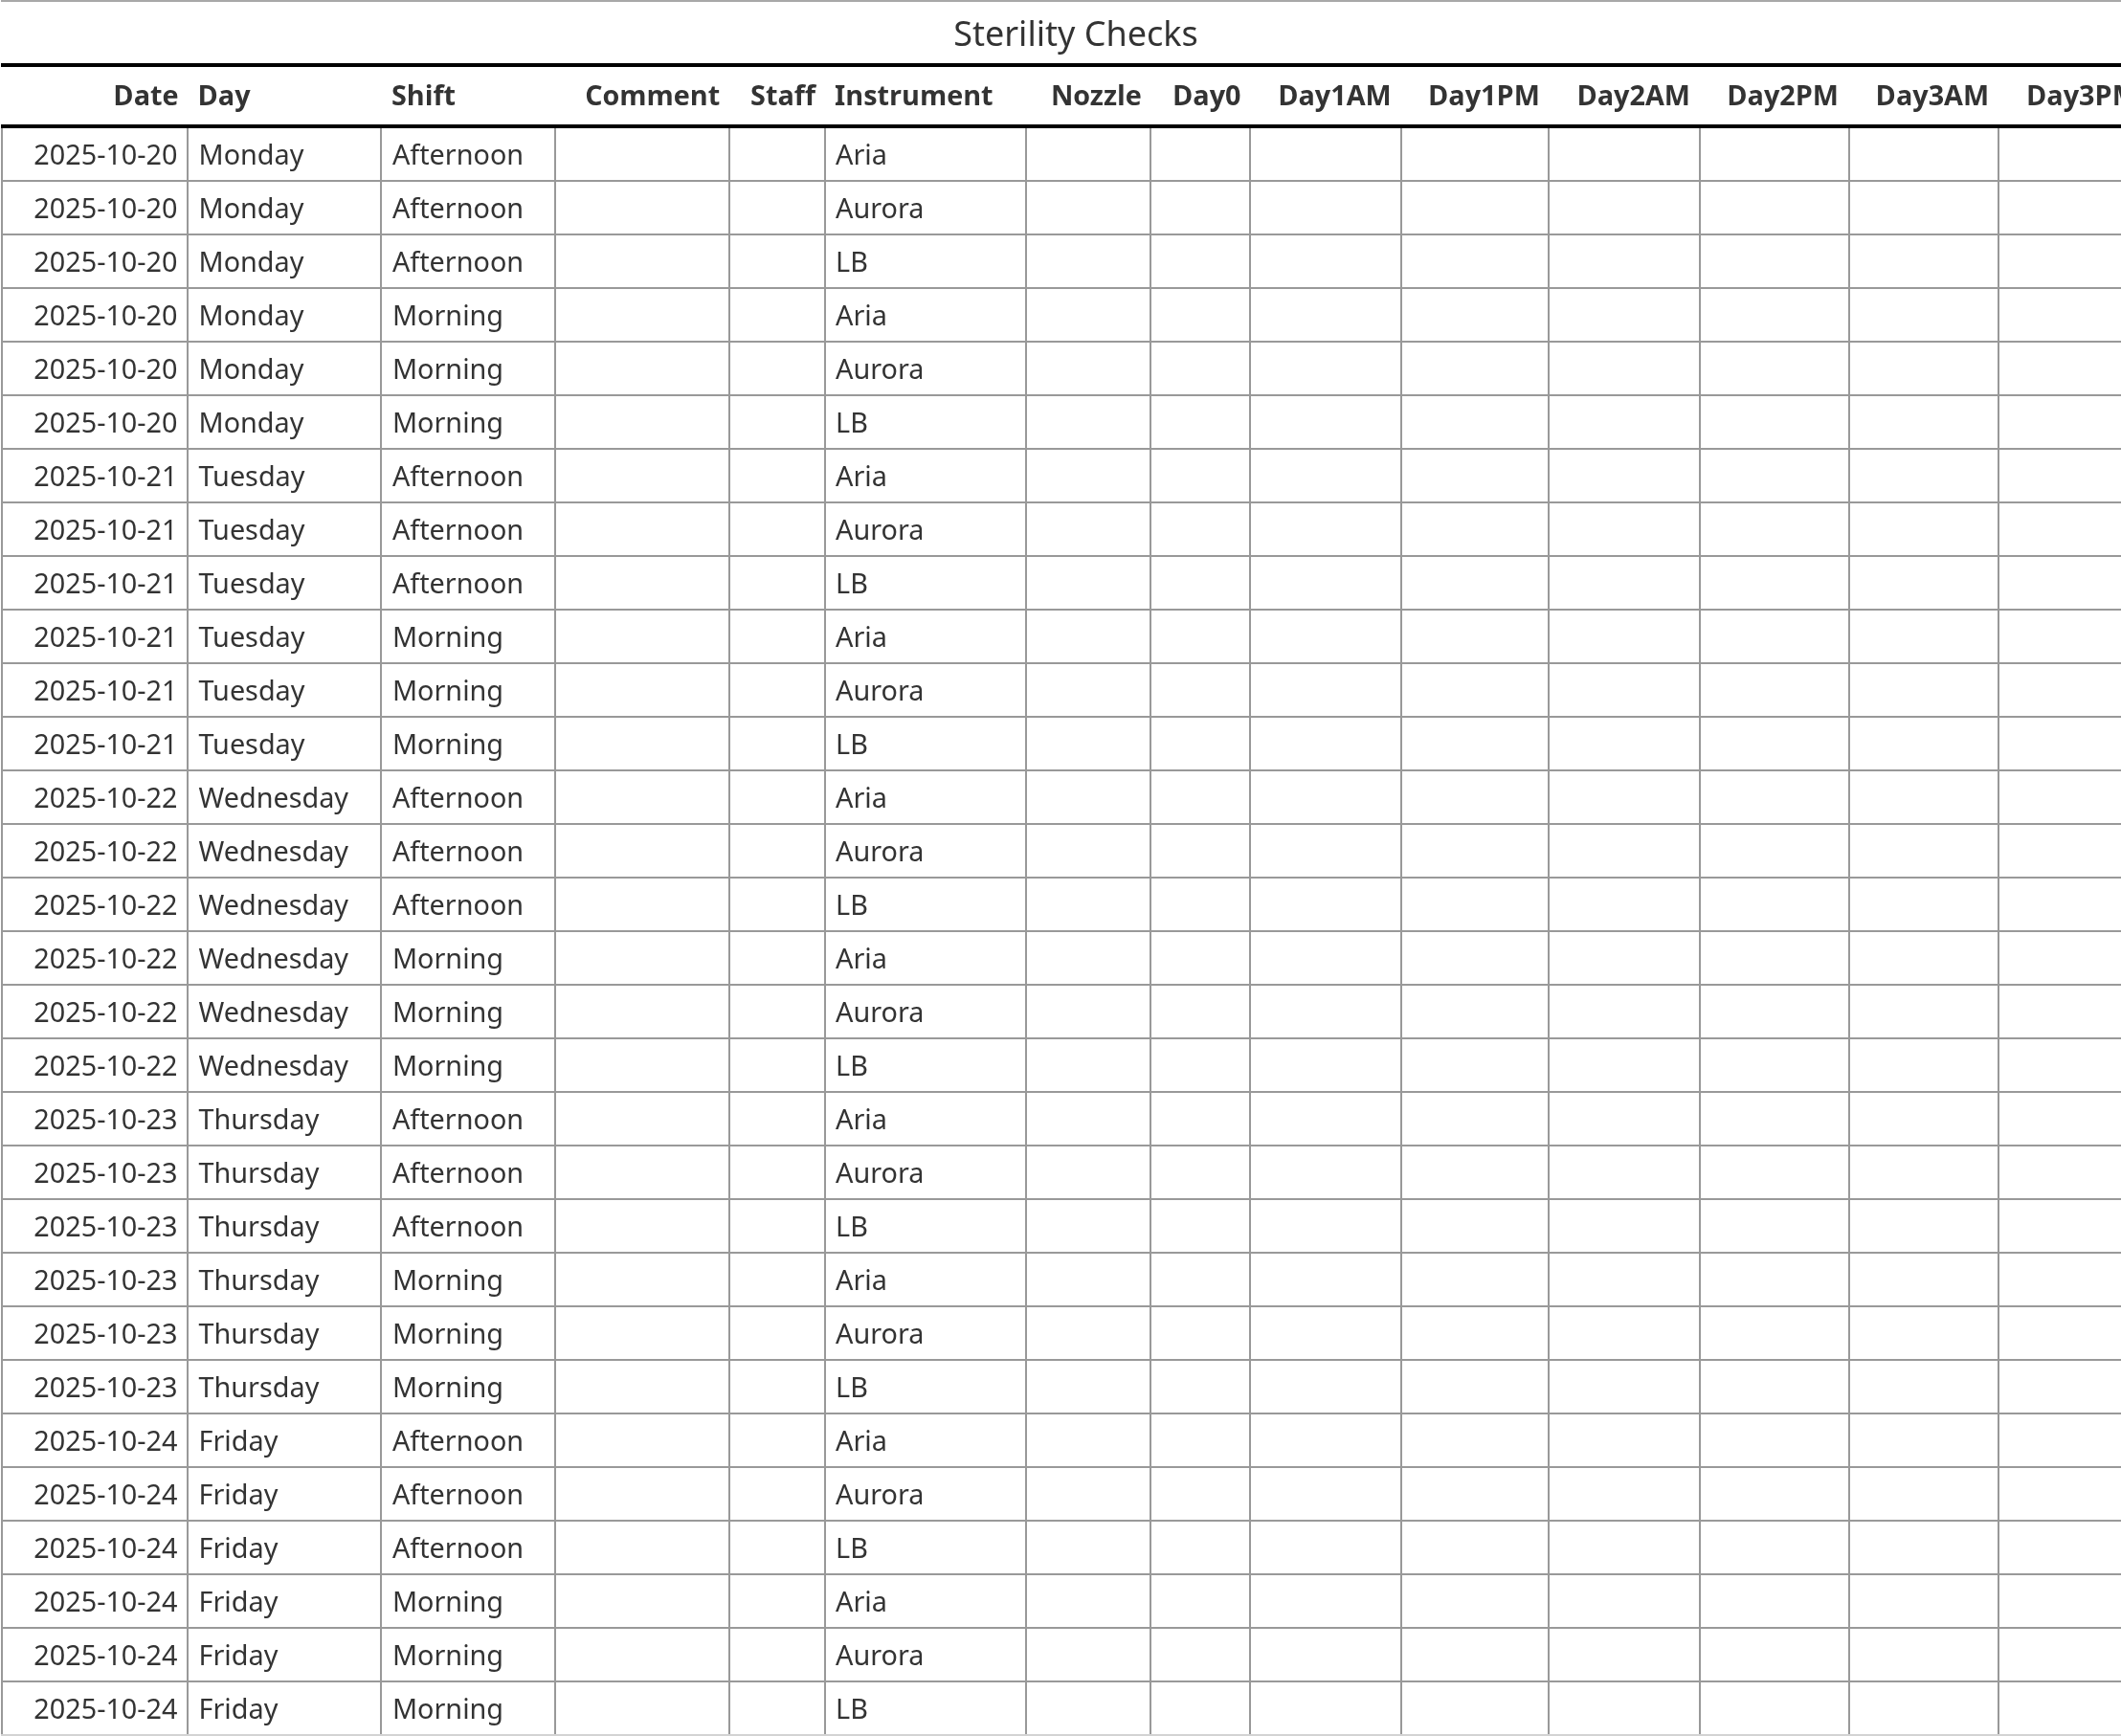 Sterility Checks
Date Day Shift Comment Staff Instrument Nozzle Day0 Day1AM Day1PM Day2AM Day2PM Day3AM Day3PM
2025-10-20 Monday Afternoon Aria
2025-10-20 Monday Afternoon Aurora
2025-10-20 Monday Afternoon LB
2025-10-20 Monday Morning Aria
2025-10-20 Monday Morning Aurora
2025-10-20 Monday Morning LB
2025-10-21 Tuesday Afternoon Aria
2025-10-21 Tuesday Afternoon Aurora
2025-10-21 Tuesday Afternoon LB
2025-10-21 Tuesday Morning Aria
2025-10-21 Tuesday Morning Aurora
2025-10-21 Tuesday Morning LB
2025-10-22 Wednesday Afternoon Aria
2025-10-22 Wednesday Afternoon Aurora
2025-10-22 Wednesday Afternoon LB
2025-10-22 Wednesday Morning Aria
2025-10-22 Wednesday Morning Aurora
2025-10-22 Wednesday Morning LB
2025-10-23 Thursday Afternoon Aria
2025-10-23 Thursday Afternoon Aurora
2025-10-23 Thursday Afternoon LB
2025-10-23 Thursday Morning Aria
2025-10-23 Thursday Morning Aurora
2025-10-23 Thursday Morning LB
2025-10-24 Friday Afternoon Aria
2025-10-24 Friday Afternoon Aurora
2025-10-24 Friday Afternoon LB
2025-10-24 Friday Morning Aria
2025-10-24 Friday Morning Aurora
2025-10-24 Friday Morning LB